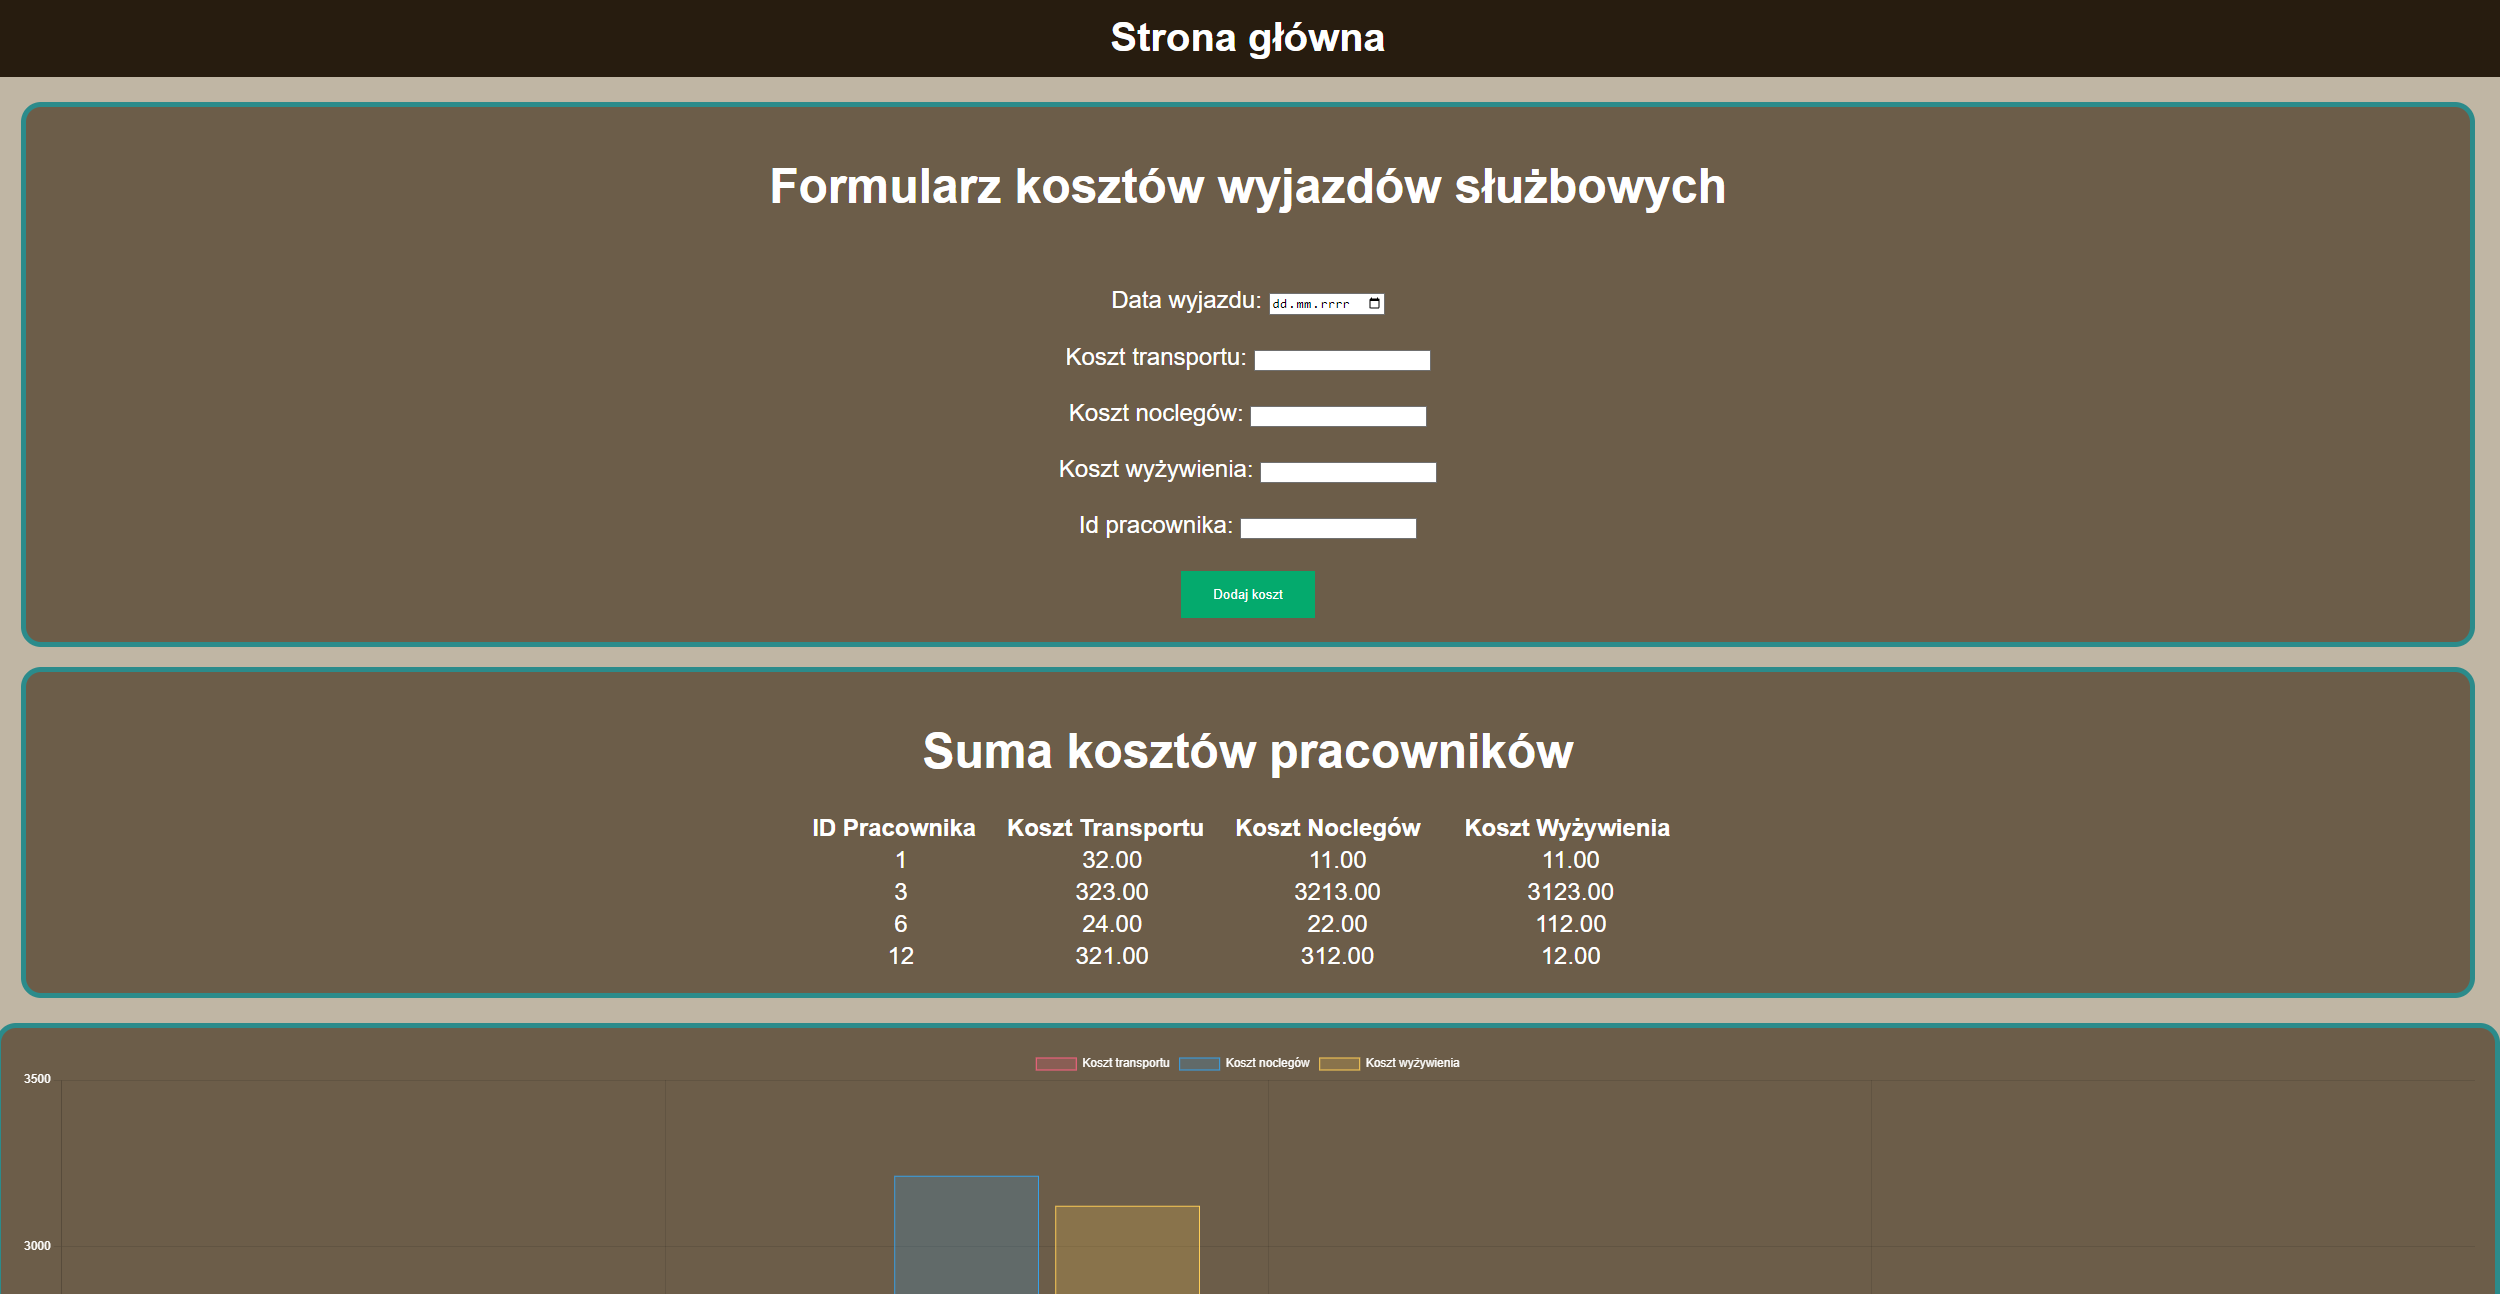 Strona główna
Formularz kosztów wyjazdów służbowych
Data wyjazdu: dd.mm.rrrr
Koszt transportu:
Koszt noclegów:
Koszt wyżywienia:
Id pracownika:
Dodaj koszt
Suma kosztów pracowników
ID Pracownika Koszt Transportu Koszt Noclegów Koszt Wyżywienia
1 32.00 11.00 11.00
3 323.00 3213.00 3123.00
6 24.00 22.00 112.00
12 321.00 312.00 12.00
Koszt transportu Koszt noclegów Koszt wyżywienia
3500
3000